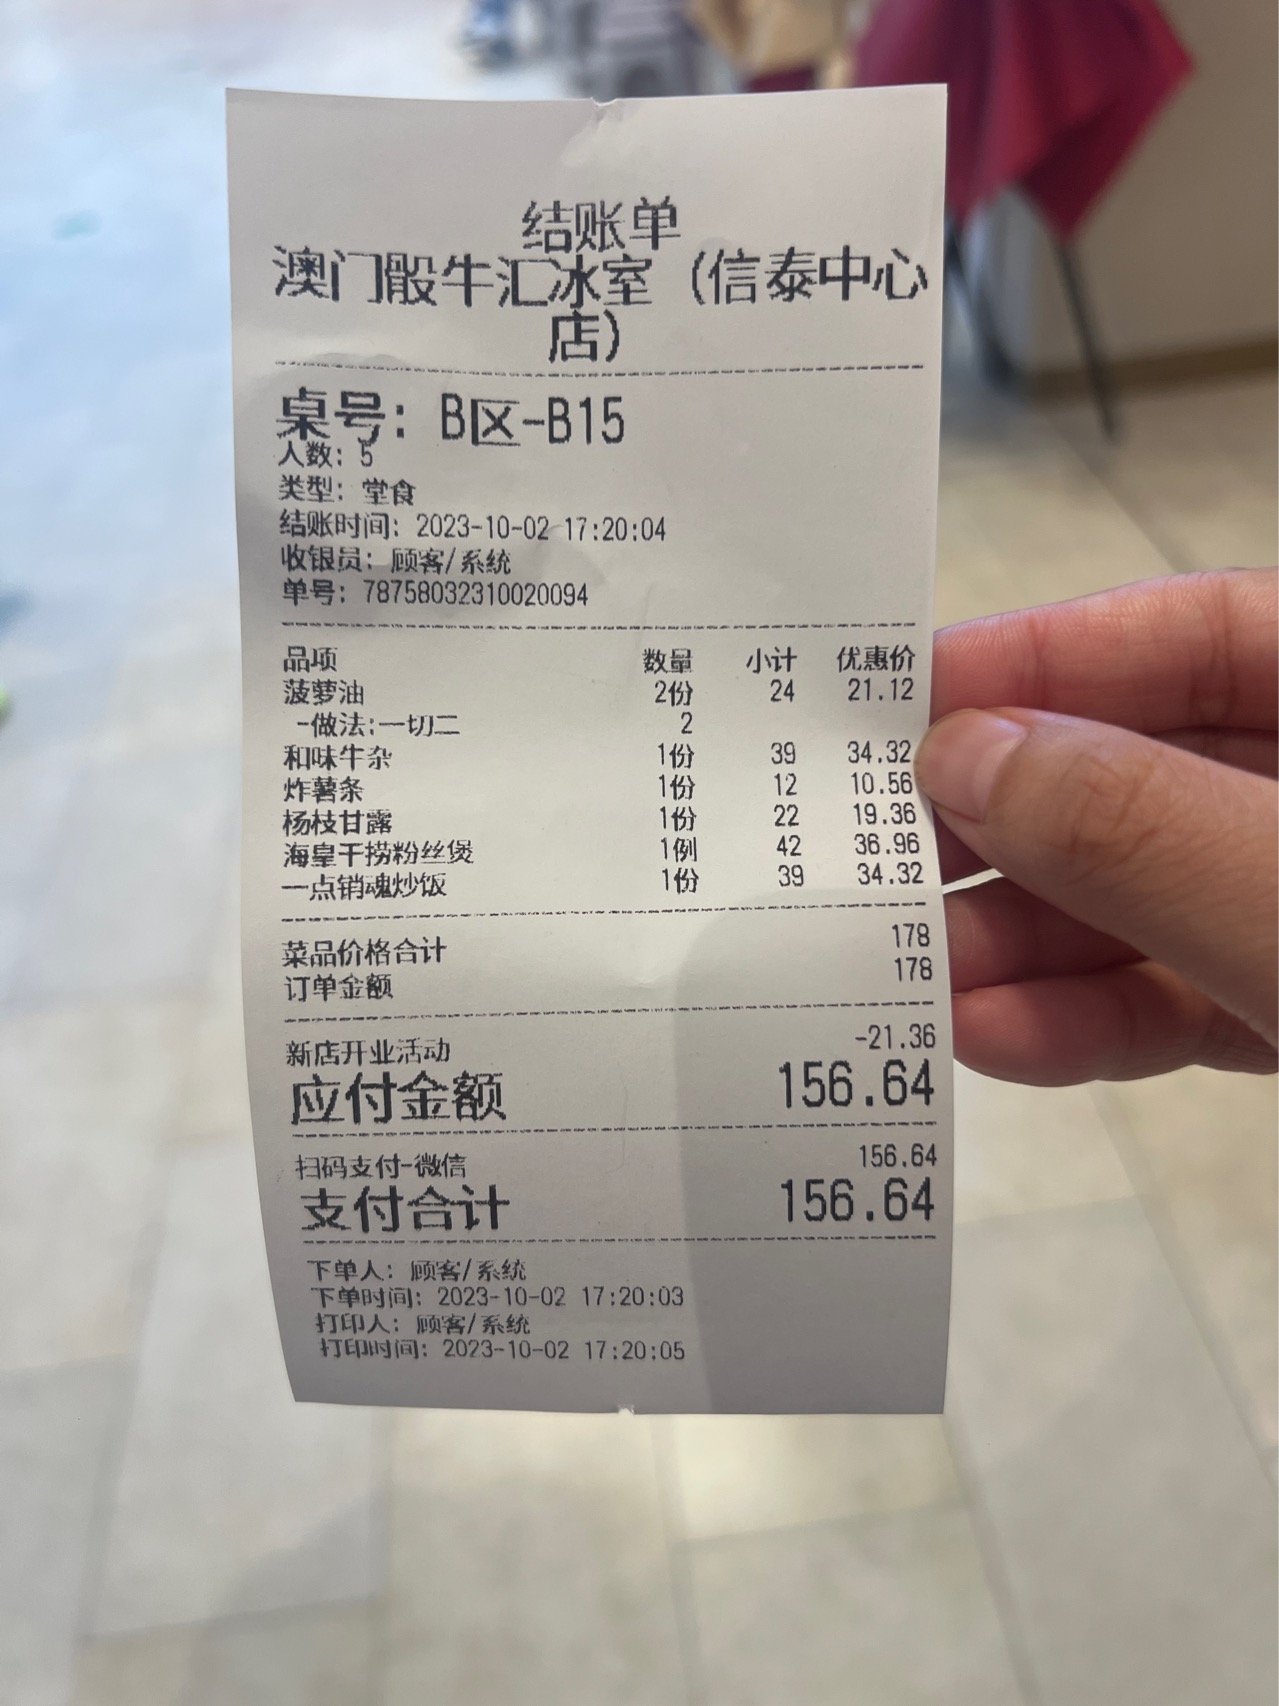 结账单
澳门骰牛汇冰室（信泰中心
店）
桌号：B区-B15
人数：5
类型：堂食
结账时间：2023-10-02 17:20:04
收银员：顾客/系统
单号：78758032310020094
品项 数量 小计 优惠价
菠萝油 2份 24 21.12
-做法:一切二 2
和味牛杂 1份 39 34.32
炸薯条 1份 12 10.56
杨枝甘露 1份 22 19.36
海皇干捞粉丝煲 1例 42 36.96
一点销魂炒饭 1份 39 34.32
菜品价格合计 178
订单金额 178
新店开业活动 -21.36
应付金额 156.64
扫码支付-微信 156.64
支付合计 156.64
下单人：顾客/系统
下单时间：2023-10-02 17:20:03
打印人：顾客/系统
打印时间：2023-10-02 17:20:05